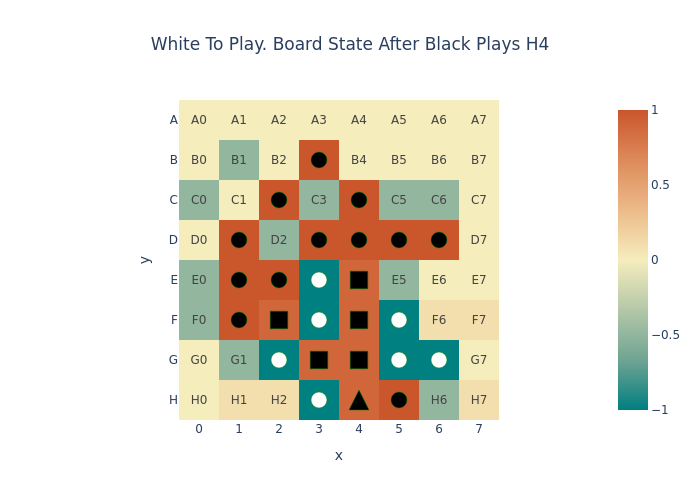 White To Play. Board State After Black Plays H4
A A0 A1 A2 A3 A4 A5 A6 A7
B B0 B1 B2 B4 B5 B6 B7
C C0 C1 C3 C5 C6 C7
D D0 D2 D7
E E0 E5 E6 E7
F F0 F6 F7
G G0 G1 G7
H H0 H1 H2 H6 H7
0 1 2 3 4 5 6 7
x
y
1
0.5
0
−0.5
−1